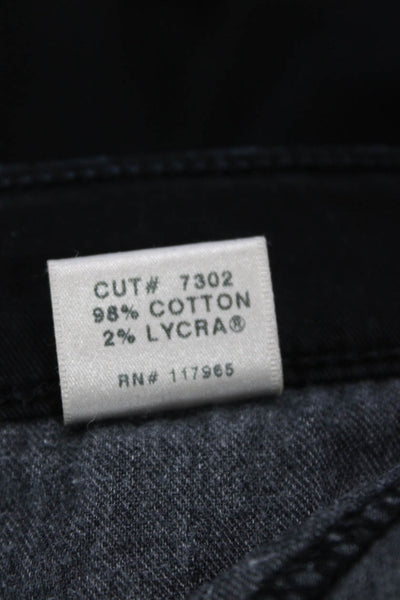 CUT# 7302
98% COTTON
2% LYCRA®
RN# 117965